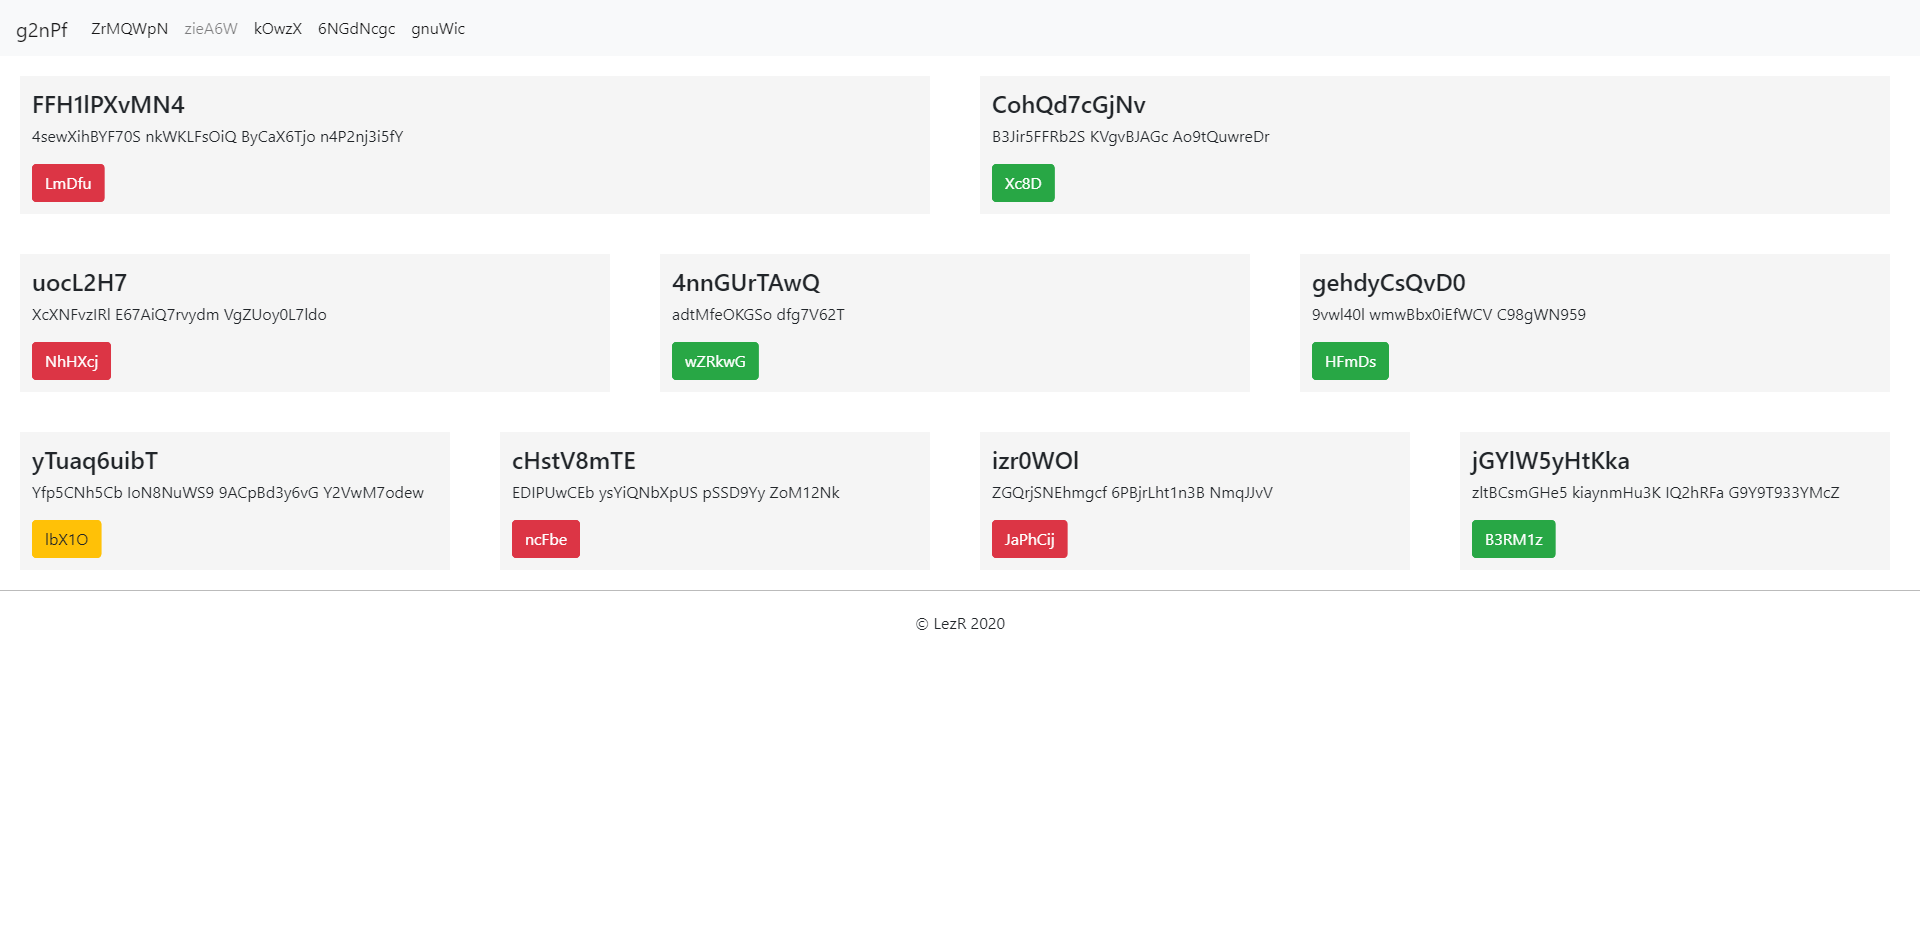 g2nPf ZrMQWpN zieA6W kOwzX 6NGdNcgc gnuWic
FFH1lPXvMN4
4sewXihBYF70S nkWKLFsOiQ ByCaX6Tjo n4P2nj3i5fY
LmDfu
CohQd7cGjNv
B3Jir5FFRb2S KVgvBJAGc Ao9tQuwreDr
Xc8D
uocL2H7
XcXNFvzIRl E67AiQ7rvydm VgZUoy0L7ldo
NhHXcj
4nnGUrTAwQ
adtMfeOKGSo dfg7V62T
wZRkwG
gehdyCsQvD0
9vwl40l wmwBbx0iEfWCV C98gWN959
HFmDs
yTuaq6uibT
Yfp5CNh5Cb IoN8NuWS9 9ACpBd3y6vG Y2VwM7odew
lbX1O
cHstV8mTE
EDIPUwCEb ysYiQNbXpUS pSSD9Yy ZoM12Nk
ncFbe
izr0WOl
ZGQrjSNEhmgcf 6PBjrLht1n3B NmqJJvV
JaPhCij
jGYlW5yHtKka
zltBCsmGHe5 kiaynmHu3K IQ2hRFa G9Y9T933YMcZ
B3RM1z
© LezR 2020